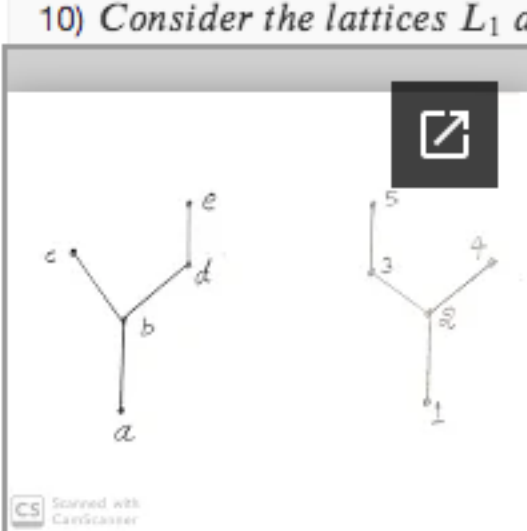 10) Consider the lattices L₁ a
e
5
c
d
3
4
b
2
a
1
CS Scanned with
CamScanner